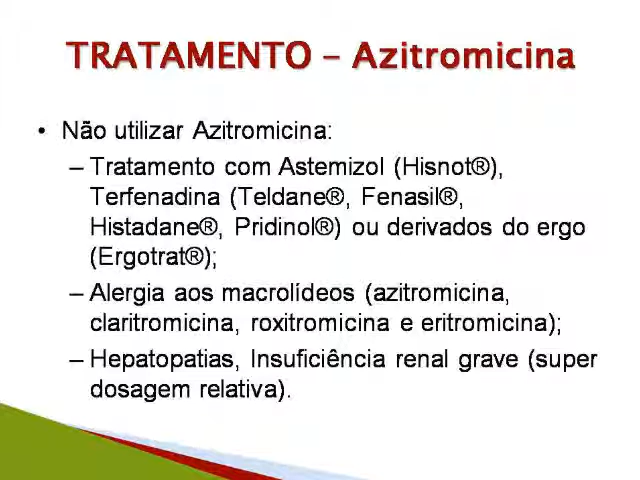 TRATAMENTO – Azitromicina
• Não utilizar Azitromicina:
– Tratamento com Astemizol (Hisnot®),
Terfenadina (Teldane®, Fenasil®,
Histadane®, Pridinol®) ou derivados do ergo
(Ergotrat®);
– Alergia aos macrolídeos (azitromicina,
claritromicina, roxitromicina e eritromicina);
– Hepatopatias, Insuficiência renal grave (super
dosagem relativa).